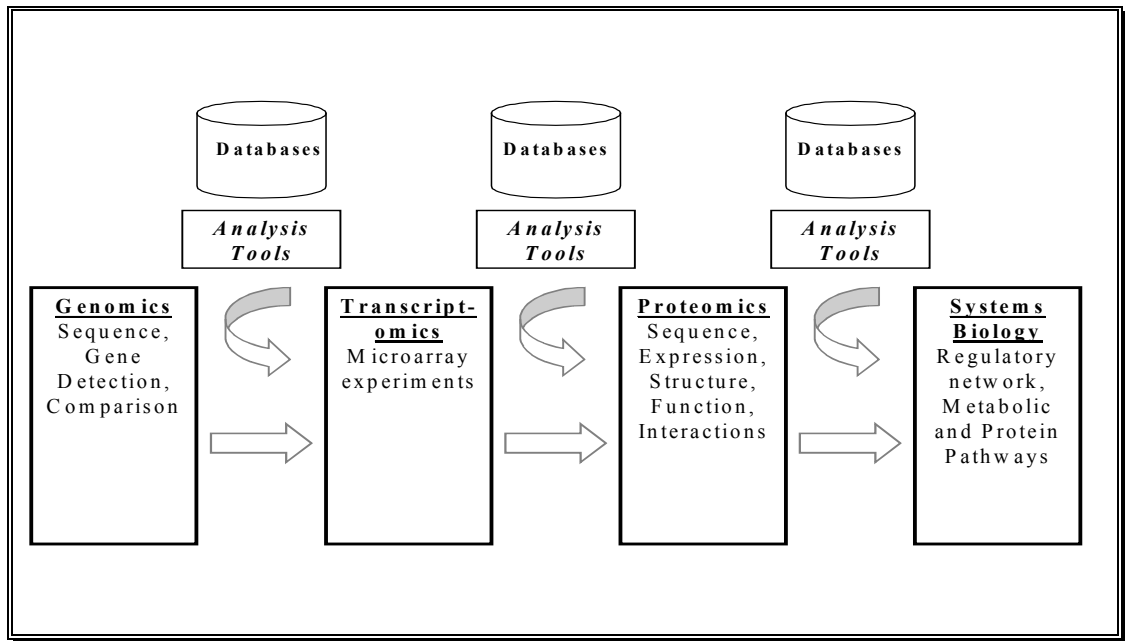 Databases
Analysis
Tools
Databases
Analysis
Tools
Databases
Analysis
Tools
Genomics
Sequence,
Gene
Detection,
Comparison
Transcript-
omics
Microarray
experiments
Proteomics
Sequence,
Expression,
Structure,
Function,
Interactions
Systems
Biology
Regulatory
network,
Metabolic
and Protein
Pathways